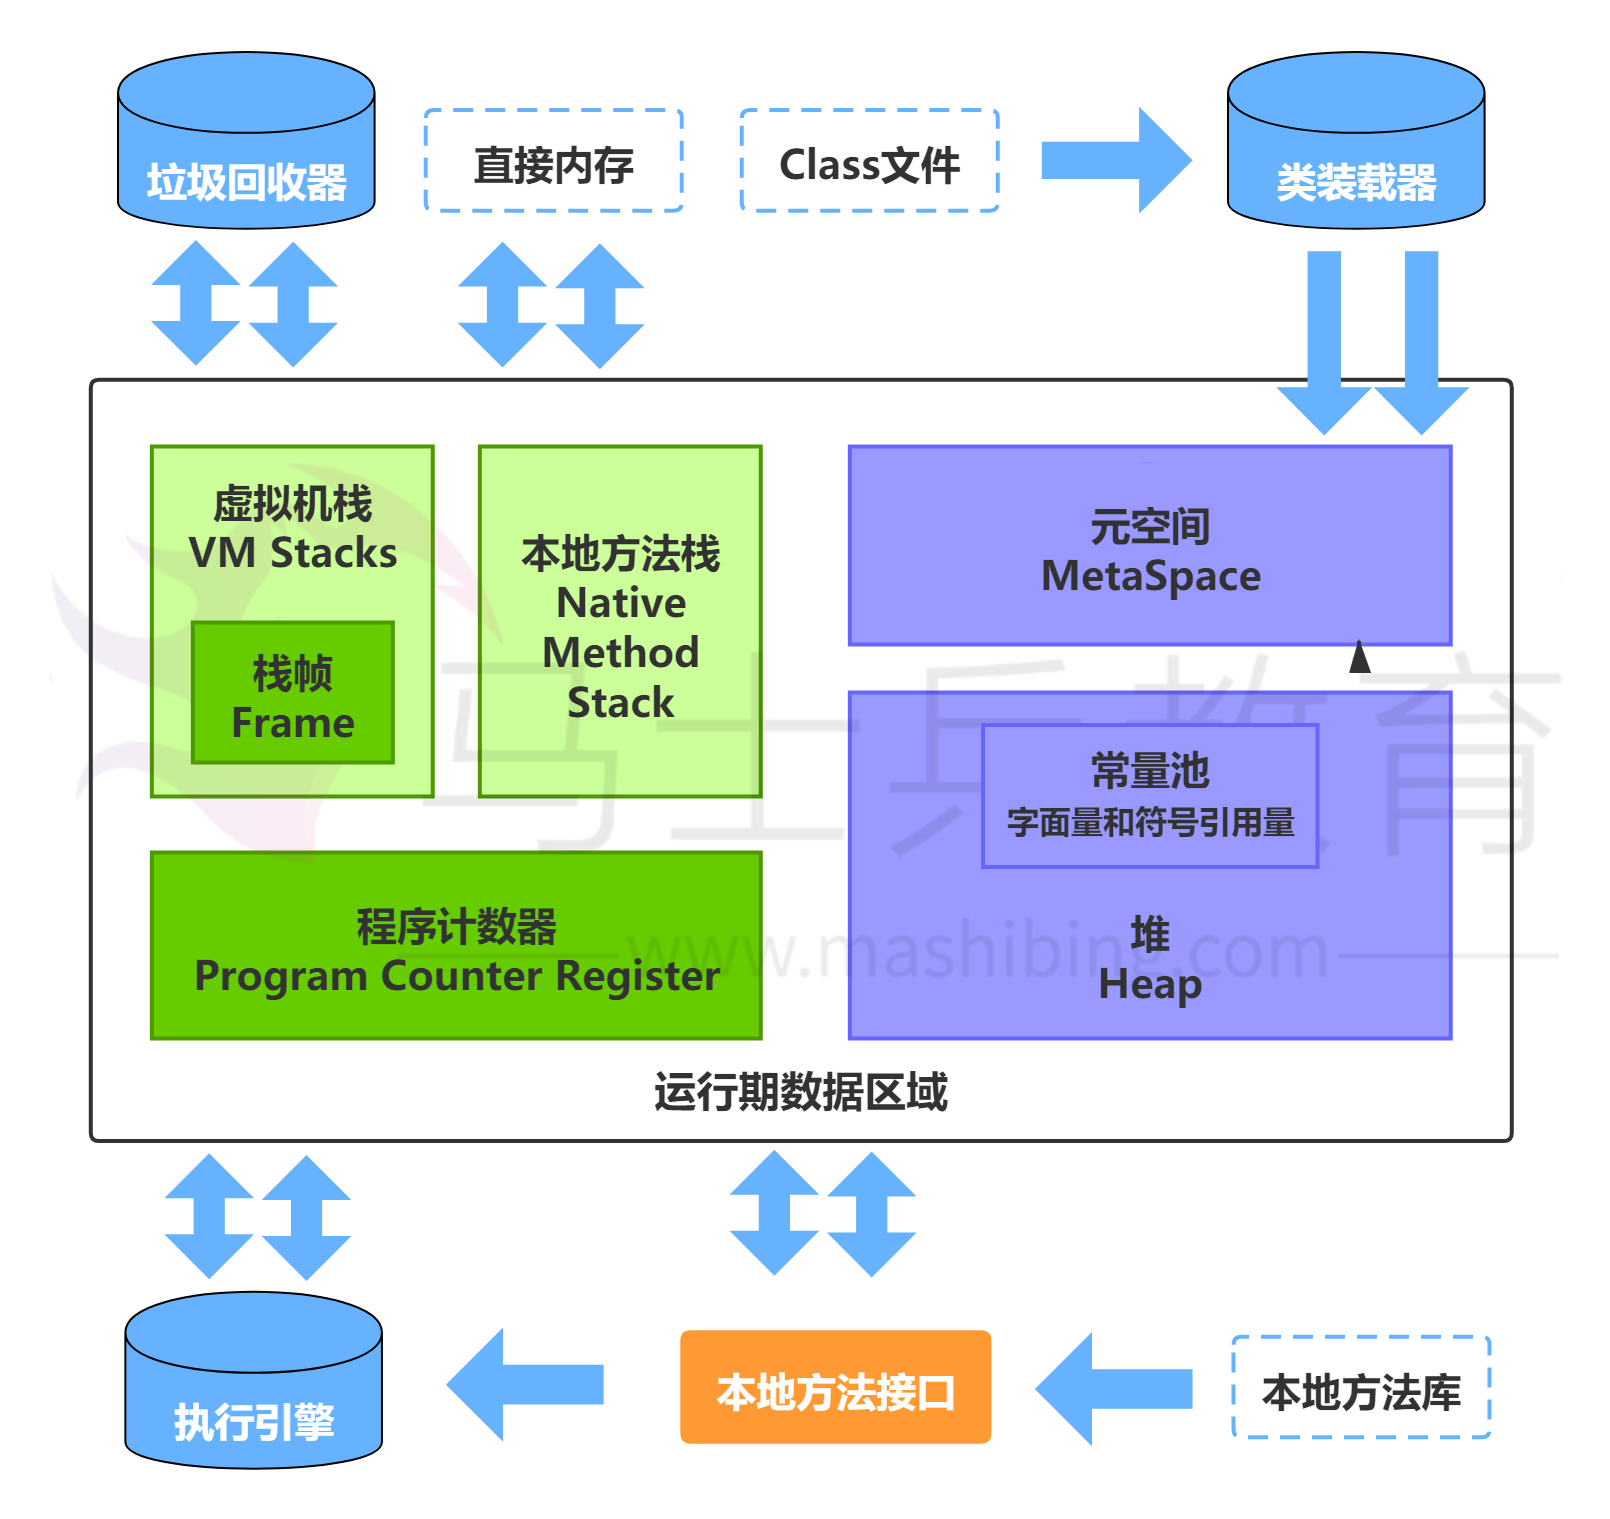 垃圾回收器
直接内存
Class文件
类装载器
虚拟机栈
VM Stacks
栈帧
Frame
本地方法栈
Native
Method
Stack
元空间
MetaSpace
常量池
字面量和符号引用量
堆
Heap
程序计数器
Program Counter Register
运行期数据区域
马士兵教育
www.mashibing.com
执行引擎
本地方法接口
本地方法库